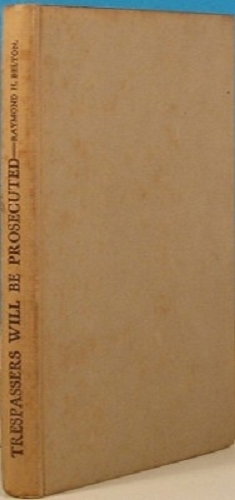 TRESPASSERS WILL BE PROSECUTED—RAYMOND H. BELTON.